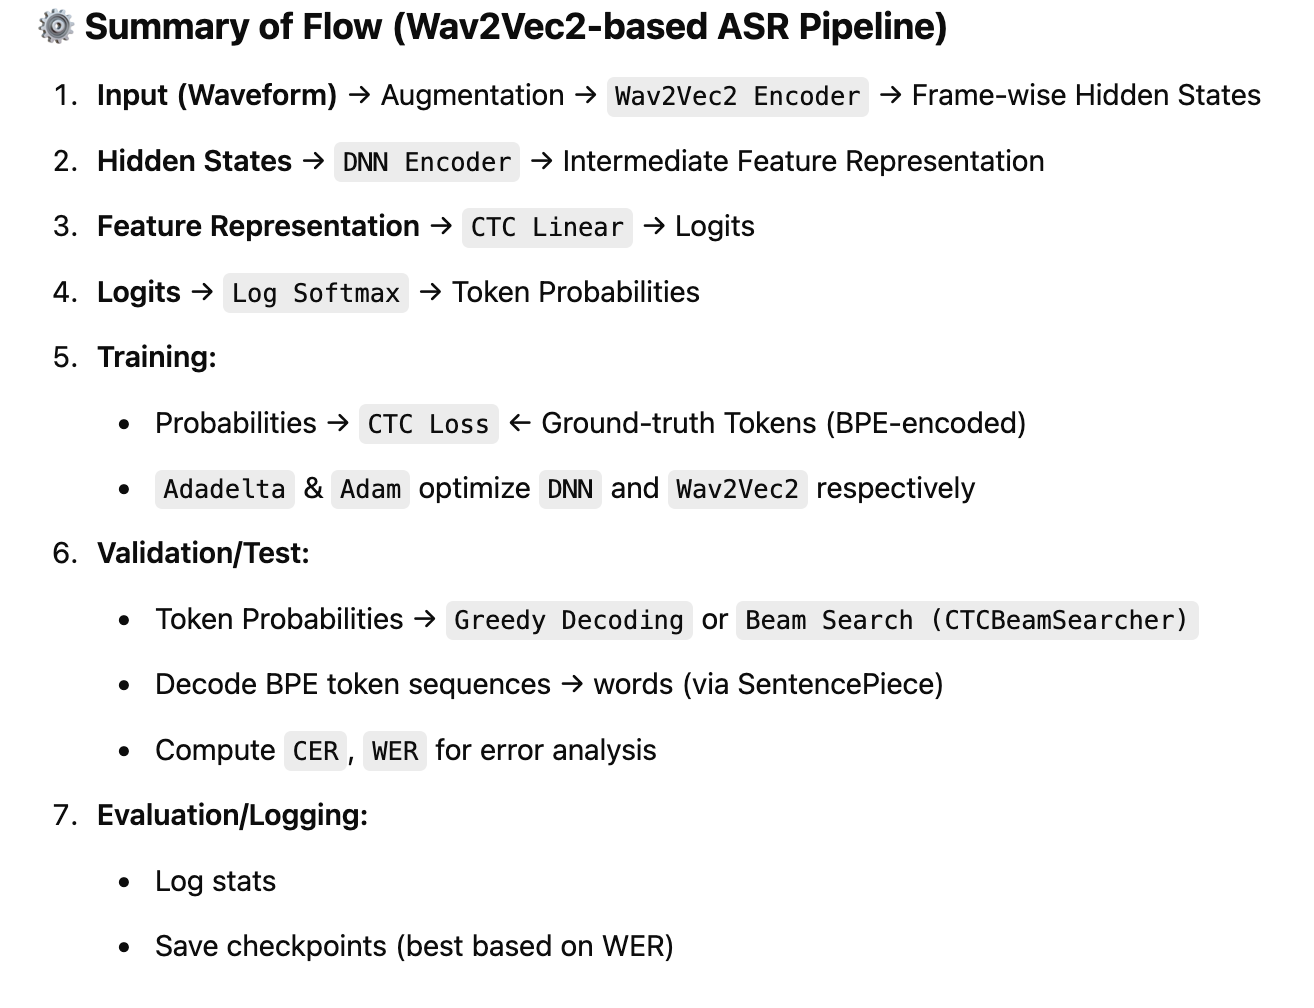 ⚙️ Summary of Flow (Wav2Vec2-based ASR Pipeline)
1. Input (Waveform) → Augmentation → Wav2Vec2 Encoder → Frame-wise Hidden States
2. Hidden States → DNN Encoder → Intermediate Feature Representation
3. Feature Representation → CTC Linear → Logits
4. Logits → Log Softmax → Token Probabilities
5. Training:
• Probabilities → CTC Loss ← Ground-truth Tokens (BPE-encoded)
• Adadelta & Adam optimize DNN and Wav2Vec2 respectively
6. Validation/Test:
• Token Probabilities → Greedy Decoding or Beam Search (CTCBeamSearcher)
• Decode BPE token sequences → words (via SentencePiece)
• Compute CER, WER for error analysis
7. Evaluation/Logging:
• Log stats
• Save checkpoints (best based on WER)